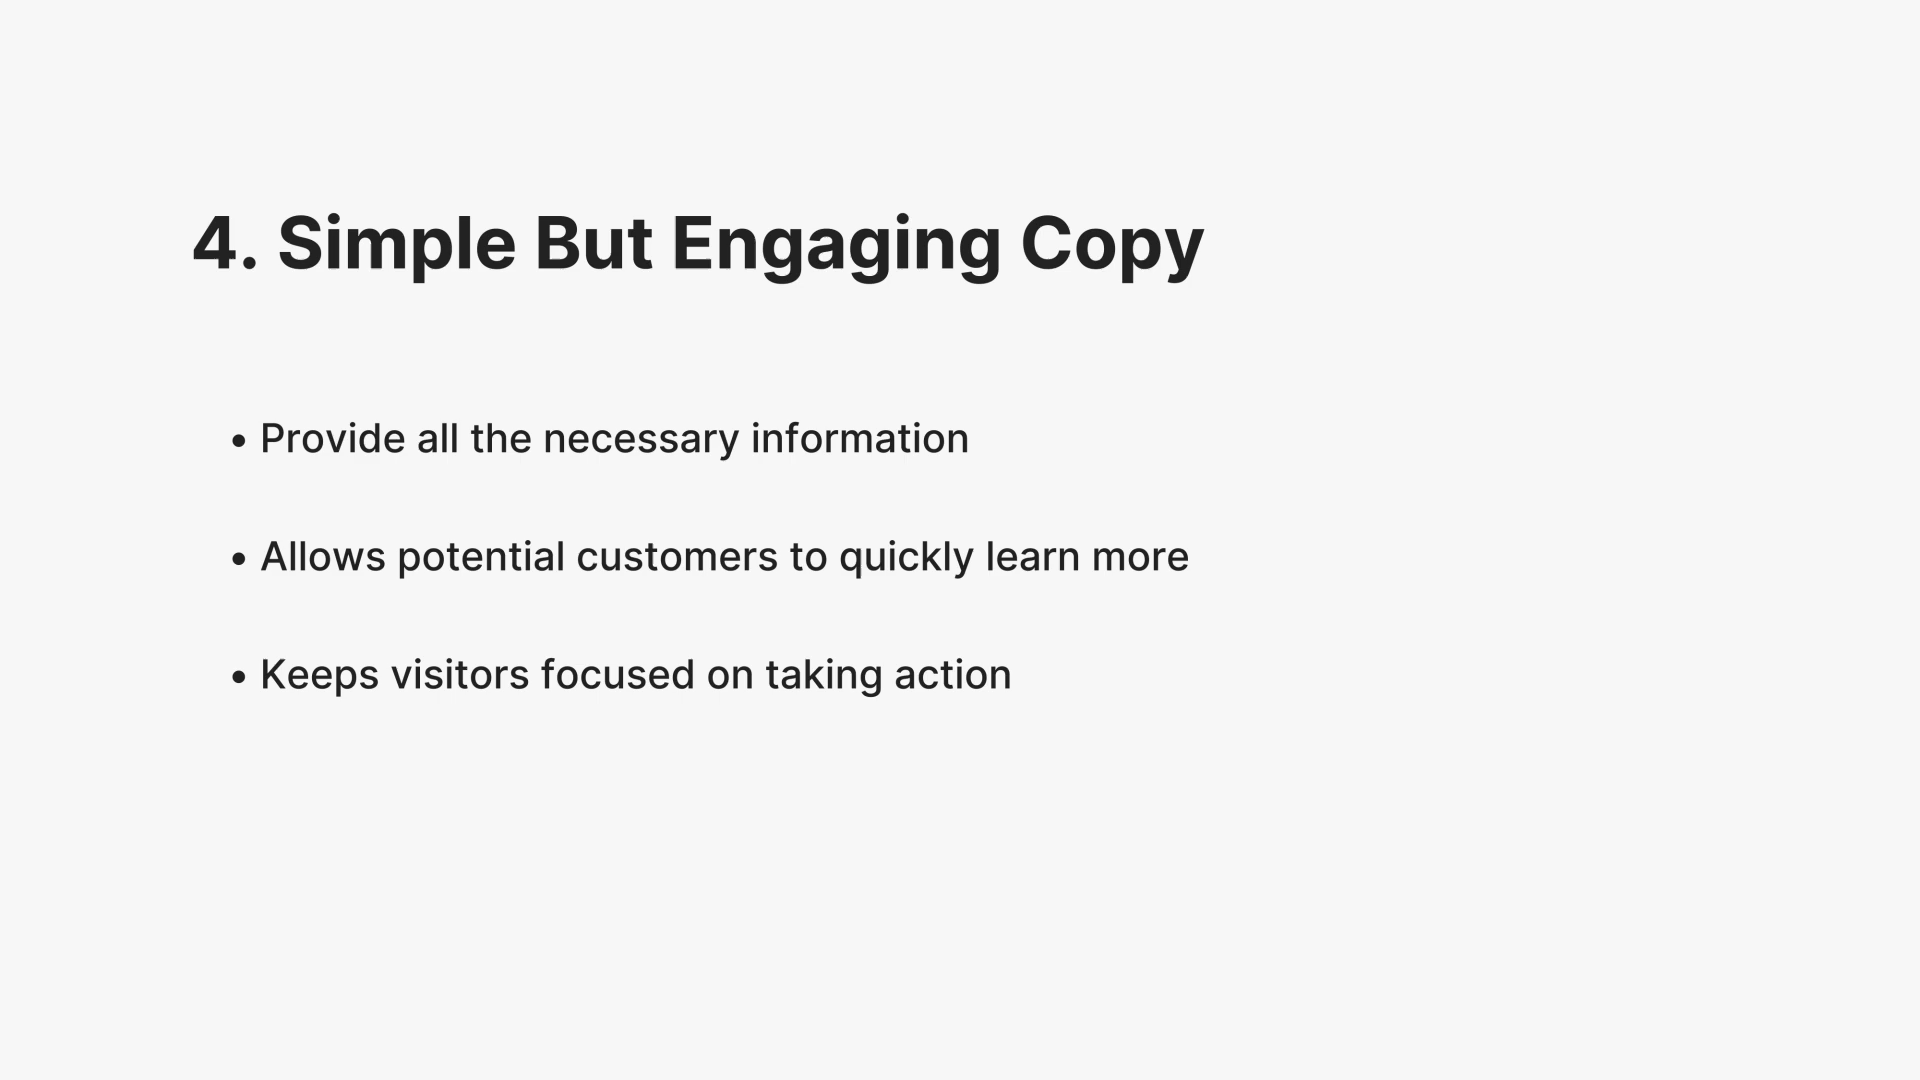 4. Simple But Engaging Copy
• Provide all the necessary information
• Allows potential customers to quickly learn more
• Keeps visitors focused on taking action